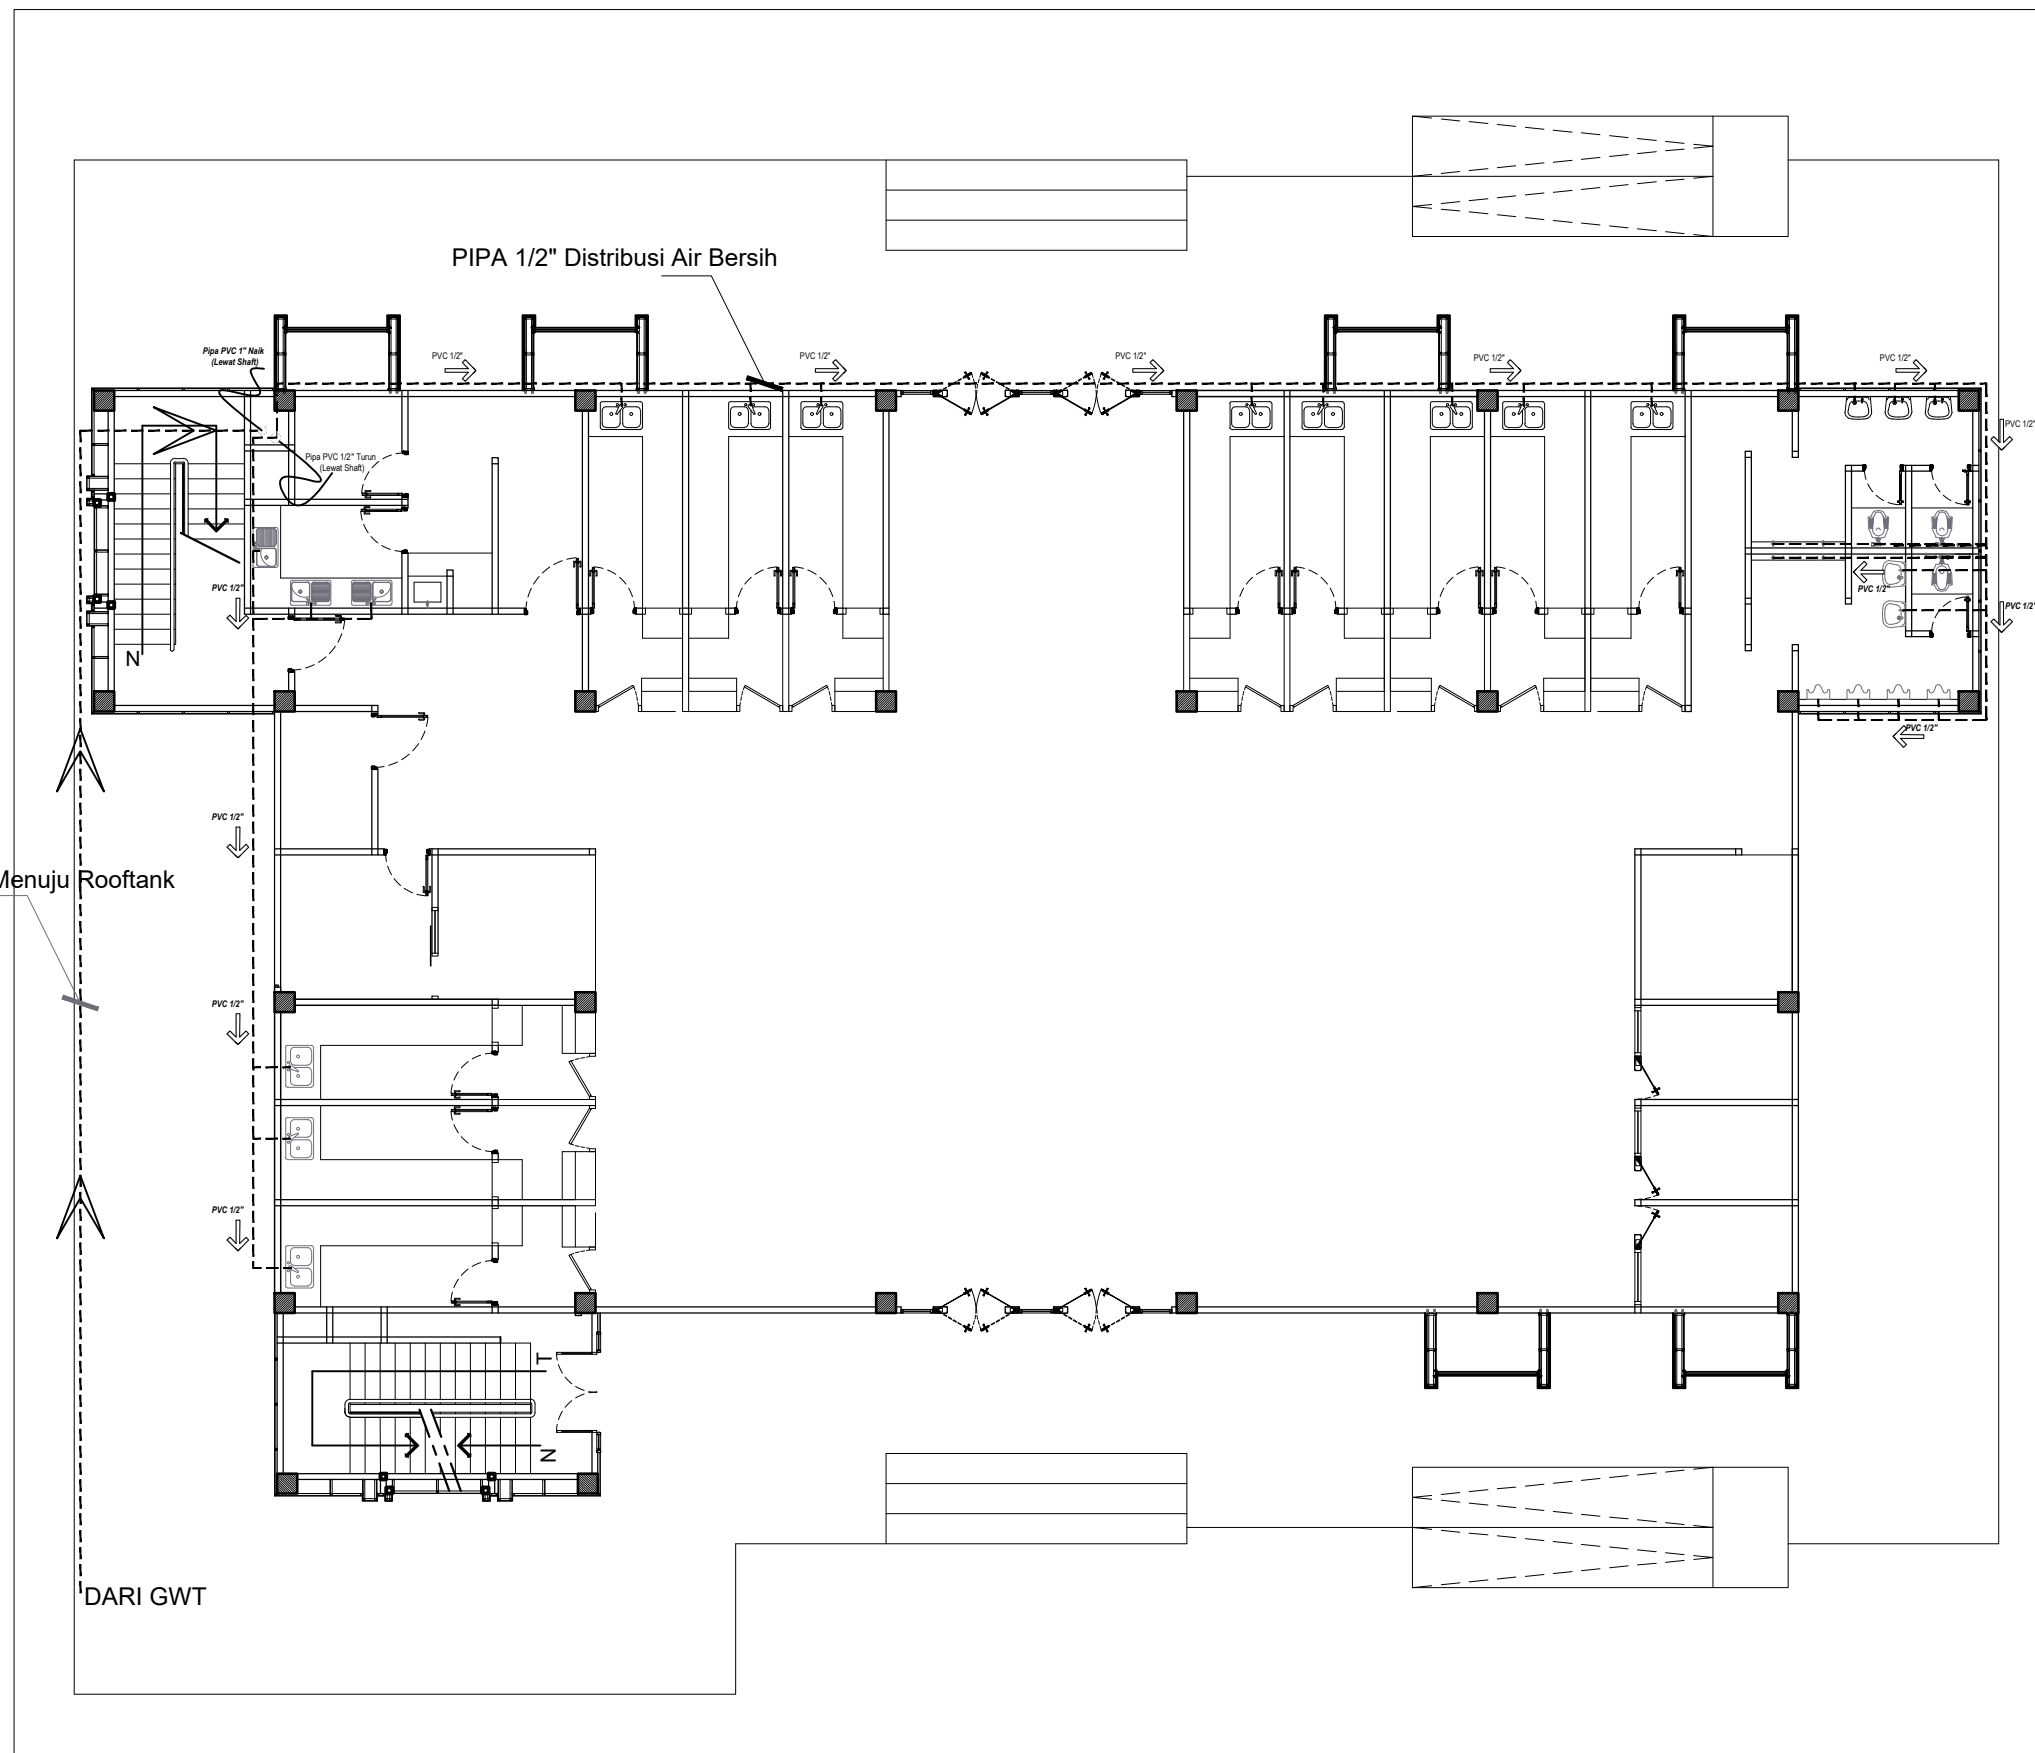 PIPA 1/2" Distribusi Air Bersih
Pipa PVC 1" Naik
(Lewat Shaft)
PVC 1/2"
PVC 1/2"
PVC 1/2"
PVC 1/2"
PVC 1/2"
PVC 1/2"
Pipa PVC 1/2" Turun
(Lewat Shaft)
PVC 1/2"
PVC 1/2"
PVC 1/2"
N
PVC 1/2"
PVC 1/2"
Menuju Rooftank
PVC 1/2"
PVC 1/2"
T
N
DARI GWT